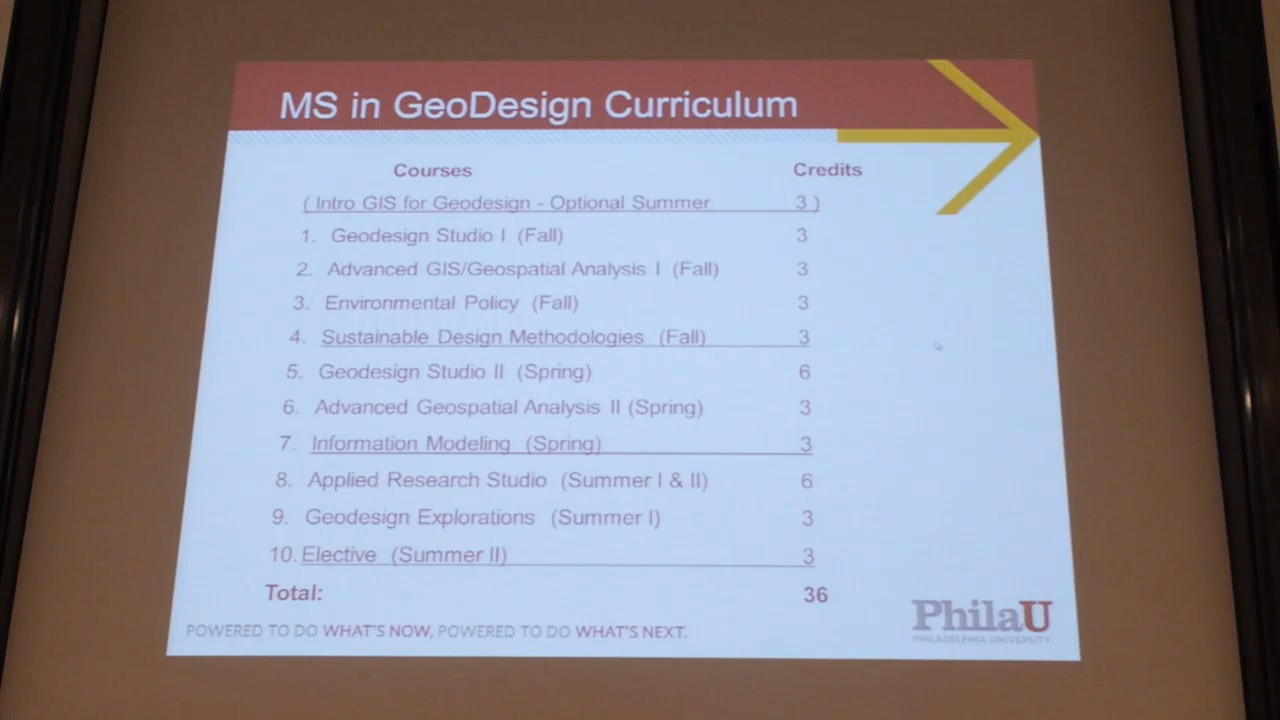 MS in GeoDesign Curriculum
Courses Credits
( Intro GIS for Geodesign - Optional Summer 3 )
1. Geodesign Studio I (Fall) 3
2. Advanced GIS/Geospatial Analysis I (Fall) 3
3. Environmental Policy (Fall) 3
4. Sustainable Design Methodologies (Fall) 3
5. Geodesign Studio II (Spring) 6
6. Advanced Geospatial Analysis II (Spring) 3
7. Information Modeling (Spring) 3
8. Applied Research Studio (Summer I & II) 6
9. Geodesign Explorations (Summer I) 3
10. Elective (Summer II) 3
Total: 36
POWERED TO DO WHAT'S NOW, POWERED TO DO WHAT'S NEXT.
PhilaU
PHILADELPHIA UNIVERSITY